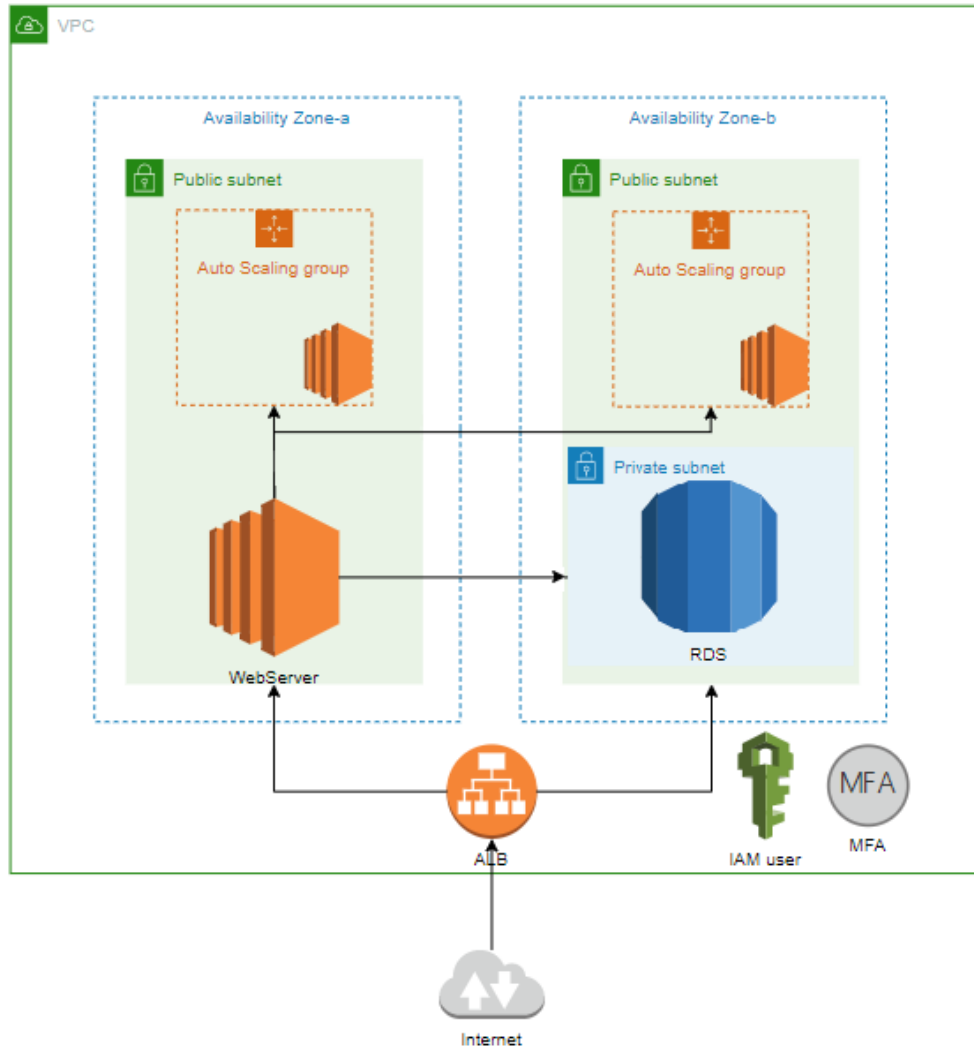 VPC
Availability Zone-a
Availability Zone-b
Public subnet
Public subnet
Auto Scaling group
Auto Scaling group
Private subnet
RDS
WebServer
MFA
ALB
IAM user
MFA
Internet